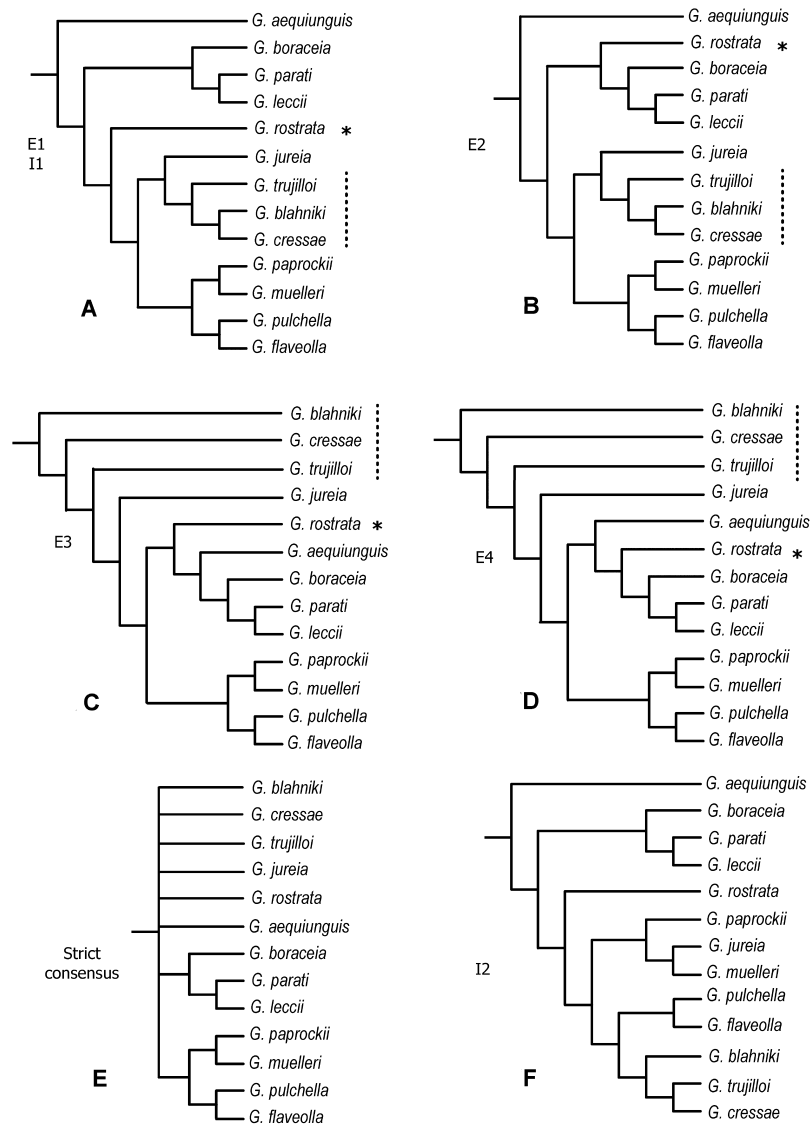 G. aequiunguis
G. boraceia
G. parati
G. leccii
G. rostrata *
G. jureia
G. trujilloi
G. blahniki
G. cressae
G. paprockii
G. muelleri
G. pulchella
G. flaveolla
E1
I1
A
G. aequiunguis
G. rostrata *
G. boraceia
G. parati
G. leccii
G. jureia
G. trujilloi
G. blahniki
G. cressae
G. paprockii
G. muelleri
G. pulchella
G. flaveolla
E2
B
G. blahniki
G. cressae
G. trujilloi
G. jureia
G. rostrata *
G. aequiunguis
G. boraceia
G. parati
G. leccii
G. paprockii
G. muelleri
G. pulchella
G. flaveolla
E3
C
G. blahniki
G. cressae
G. trujilloi
G. jureia
G. aequiunguis
G. rostrata *
G. boraceia
G. parati
G. leccii
G. paprockii
G. muelleri
G. pulchella
G. flaveolla
E4
D
G. blahniki
G. cressae
G. trujilloi
G. jureia
G. rostrata
G. aequiunguis
G. boraceia
G. parati
G. leccii
G. paprockii
G. muelleri
G. pulchella
G. flaveolla
Strict
consensus
E
G. aequiunguis
G. boraceia
G. parati
G. leccii
G. rostrata
G. paprockii
G. jureia
G. muelleri
G. pulchella
G. flaveolla
G. blahniki
G. trujilloi
G. cressae
I2
F